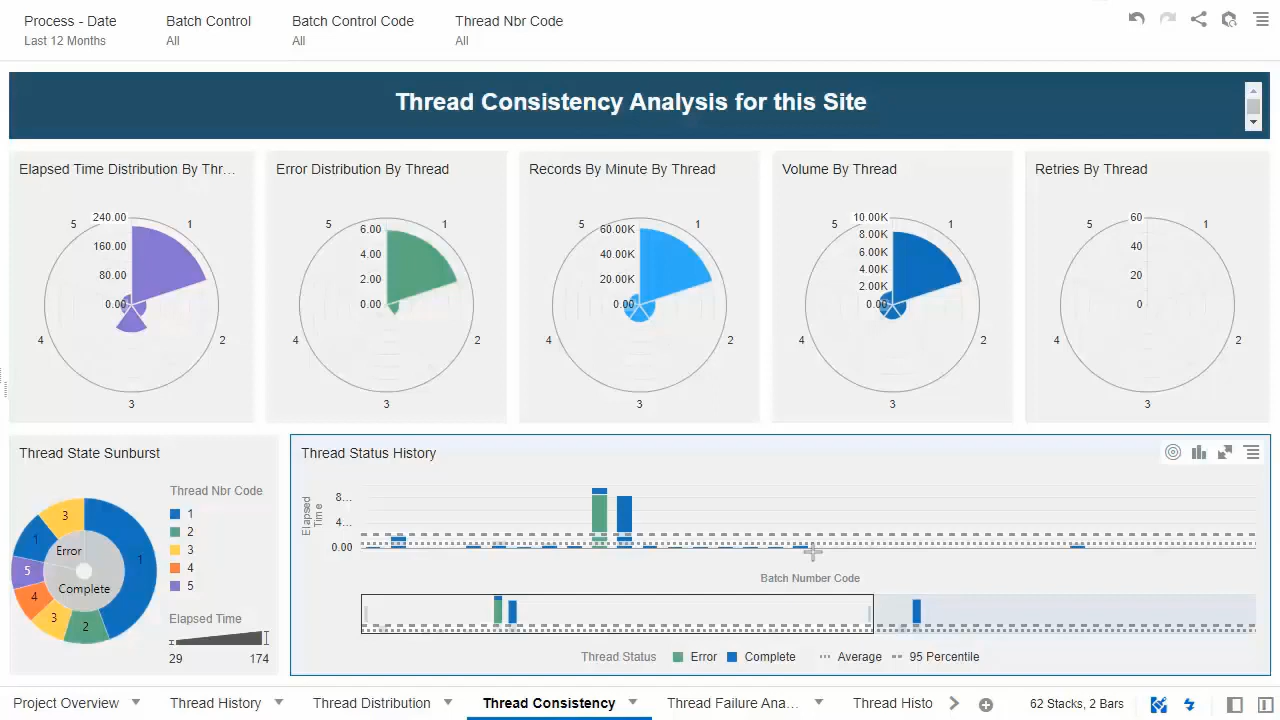 Process - Date
Last 12 Months
Batch Control
All
Batch Control Code
All
Thread Nbr Code
All
Thread Consistency Analysis for this Site
Elapsed Time Distribution By Thr...
5
240.00
1
160.00
80.00
0.00
4
2
3
Error Distribution By Thread
5
6.00
1
4.00
2.00
0.00
4
2
3
Records By Minute By Thread
5
60.00K
1
40.00K
20.00K
0.00
4
2
3
Volume By Thread
10.00K
5
1
8.00K
6.00K
4.00K
2.00K
0.00
4
2
3
Retries By Thread
5
60
1
40
20
0
4
2
3
Thread State Sunburst
Thread Nbr Code
1
2
3
4
5
3
1
1
Error
5
Complete
4
3
2
Elapsed Time
29
174
Thread Status History
Elapsed
Time
8...
4...
0.00
Batch Number Code
Thread Status
Error
Complete
Average
95 Percentile
Project Overview
Thread History
Thread Distribution
Thread Consistency
Thread Failure Ana...
Thread Histo
62 Stacks, 2 Bars